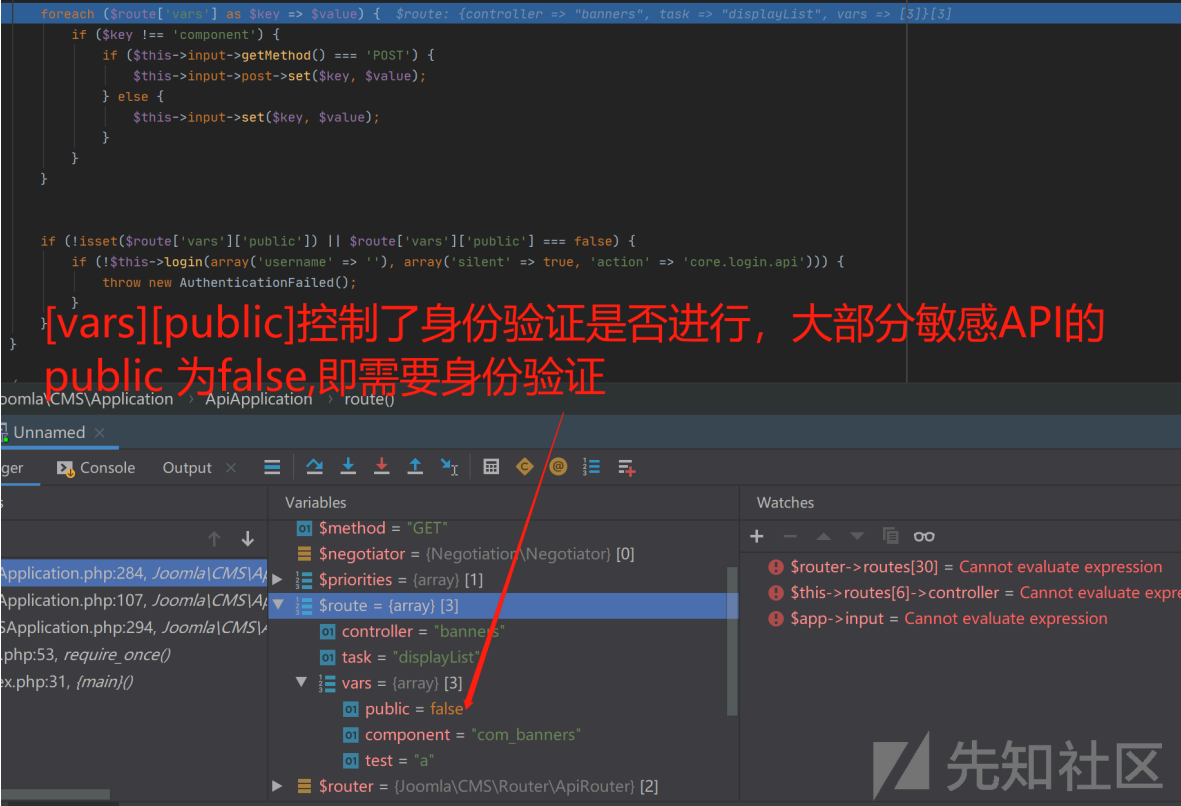 foreach ($route['vars'] as $key => $value) {  $route: {controller => "banners", task => "displayList", vars => [3]}[3]
if ($key !== 'component') {
if ($this->input->getMethod() === 'POST') {
$this->input->post->set($key, $value);
} else {
$this->input->set($key, $value);
}
}
}
if (!isset($route['vars']['public']) || $route['vars']['public'] === false) {
if (!$this->login(array('username' => ''), array('silent' => true, 'action' => 'core.login.api'))) {
throw new AuthenticationFailed();
}
}
}
[vars][public]控制了身份验证是否进行，大部分敏感API的
public 为false,即需要身份验证
oomla\CMS\Application › ApiApplication › route()
Unnamed ×
ger Console Output ×
s Variables Watches
$method = "GET"
$negotiator = {Negotiation\Negotiator} [0]
$priorities = {array} [1]
$route = {array} [3]
controller = "banners"
task = "displayList"
vars = {array} [3]
public = false
component = "com_banners"
test = "a"
$router = {Joomla\CMS\Router\ApiRouter} [2]
Application.php:284, Joomla\CMS\Ap
Application.php:107, Joomla\CMS\Ap
SApplication.php:294, Joomla\CMS\A
.php:53, require_once()
ex.php:31, {main}()
$router->routes[30] = Cannot evaluate expression
$this->routes[6]->controller = Cannot evaluate expre
$app->input = Cannot evaluate expression
先知社区